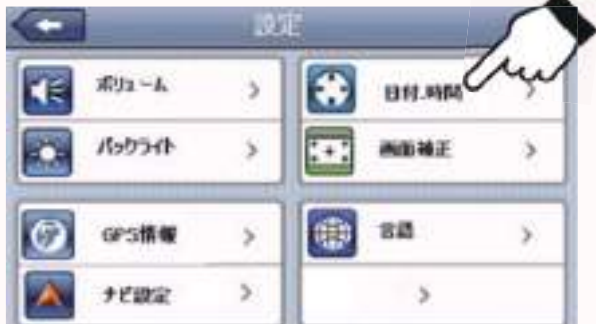 設定
ボリューム
バックライト
日付.時間
画面補正
GPS情報
ナビ設定
言語